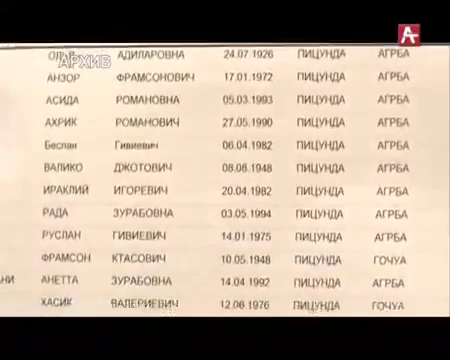 А
АРХИВ
АДИЛАРОВНА 24.07.1926 ПИЦУНДА АГРБА
АНЗОР ФРАМСОНОВИЧ 17.01.1972 ПИЦУНДА АГРБА
АСИДА РОМАНОВНА 05.03.1993 ПИЦУНДА АГРБА
АХРИК РОМАНОВИЧ 27.05.1990 ПИЦУНДА АГРБА
Беслан Гивиевич 06.04.1982 ПИЦУНДА АГРБА
ВАЛИКО ДЖОТОВИЧ 08.08.1948 ПИЦУНДА АГРБА
ИРАКЛИЙ ИГОРЕВИЧ 20.04.1982 ПИЦУНДА АГРБА
РАДА ЗУРАБОВНА 03.05.1994 ПИЦУНДА АГРБА
РУСЛАН ГИВИЕВИЧ 14.01.1975 ПИЦУНДА АГРБА
ФРАМСОН КТАСОВИЧ 10.05.1948 ПИЦУНДА ГОЧУА
АНЕТТА ЗУРАБОВНА 14.04.1992 ПИЦУНДА АГРБА
ХАСИК ВАЛЕРИЕВИЧ 12.06.1976 ПИЦУНДА ГОЧУА